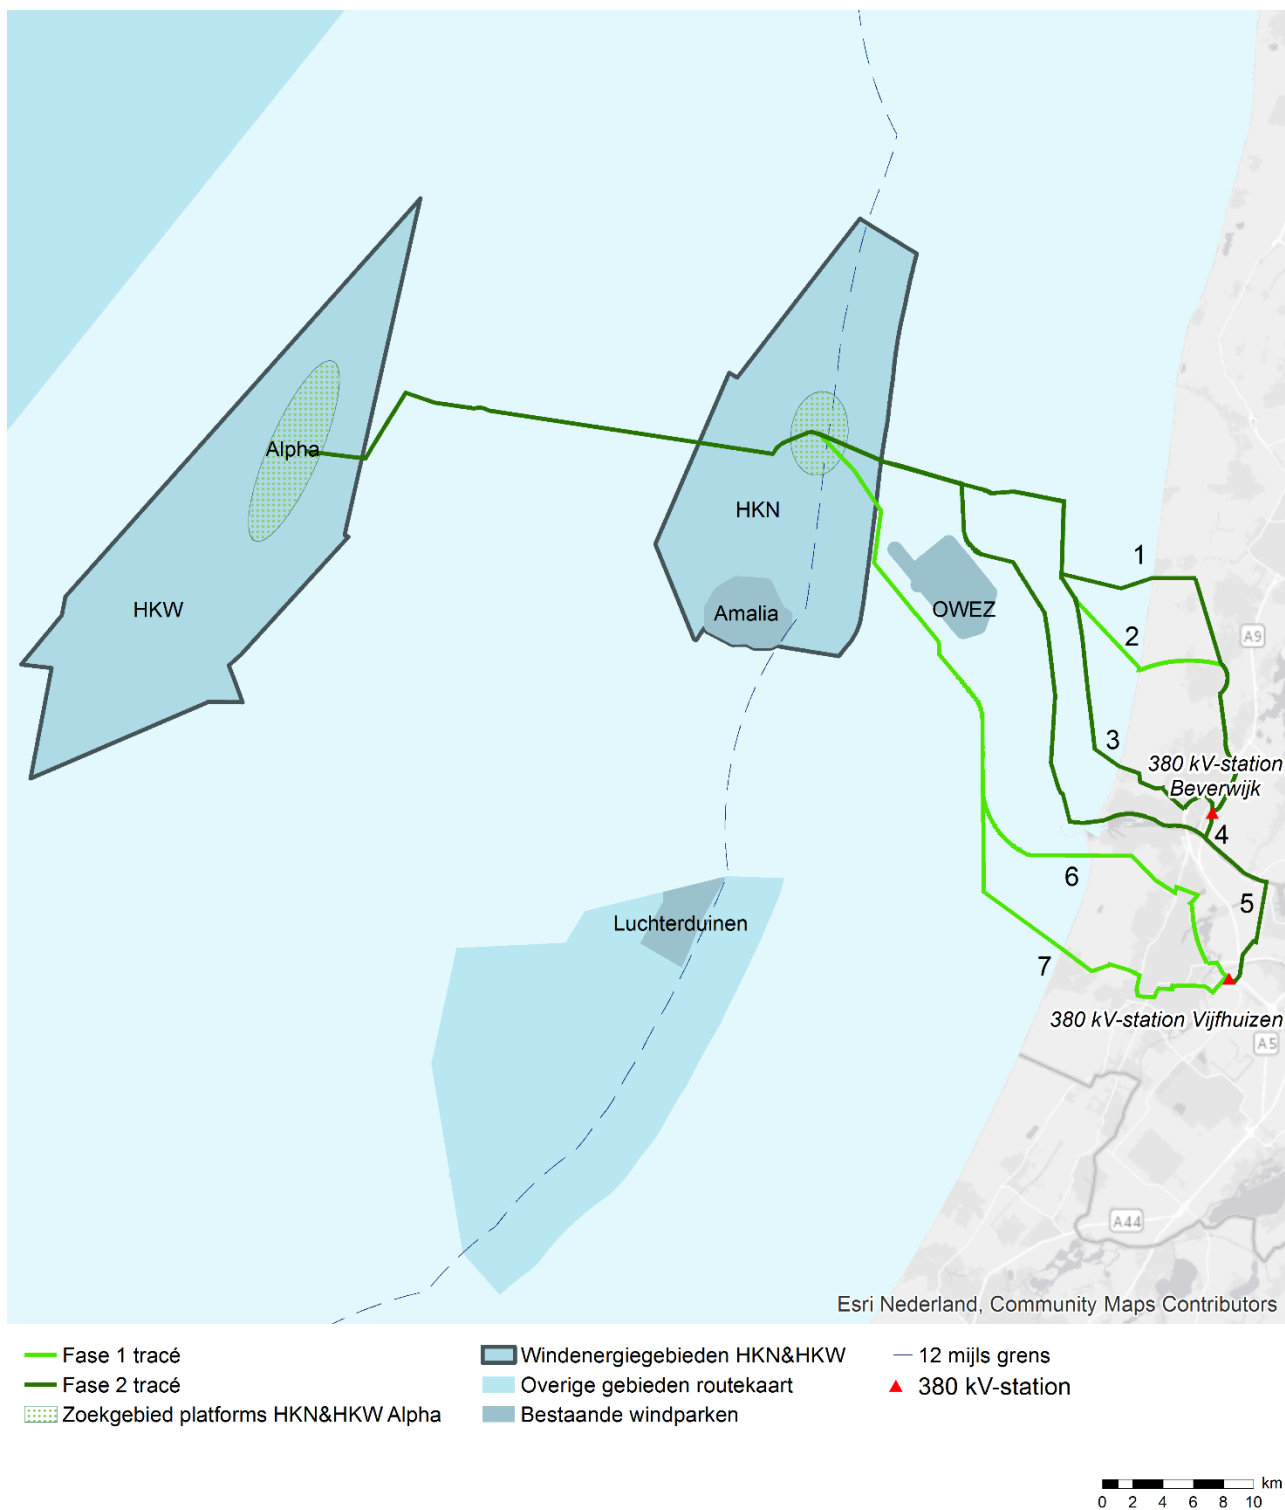 1
A9
2
Alpha
HKN
HKW
Amalia
OWEZ
3
380 kV-station
Beverwijk
4
6
5
Luchterduinen
7
380 kV-station Vijfhuizen
A5
A44
Esri Nederland, Community Maps Contributors
Fase 1 tracé
Fase 2 tracé
Zoekgebied platforms HKN&HKW Alpha
Windenergiegebieden HKN&HKW
Overige gebieden routekaart
Bestaande windparken
12 mijls grens
380 kV-station
km
0 2 4 6 8 10